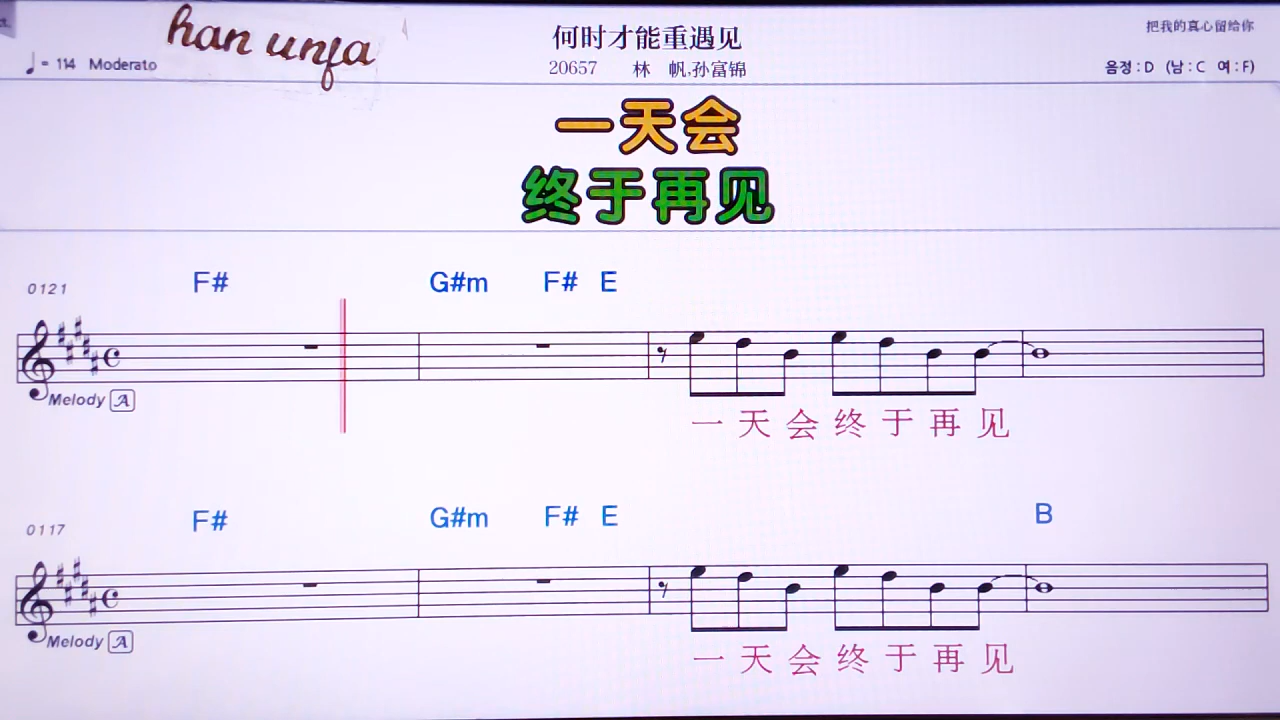 han unfa
何时才能重遇见
把我的真心留给你
♩= 114 Moderato
20657 林 帆,孙富锦
음정 : D (남 : C 여 : F)
一天会
终于再见
0121 F# G#m F# E
Melody A
一 天 会 终 于 再 见
0117 F# G#m F# E B
Melody A
一 天 会 终 于 再 见